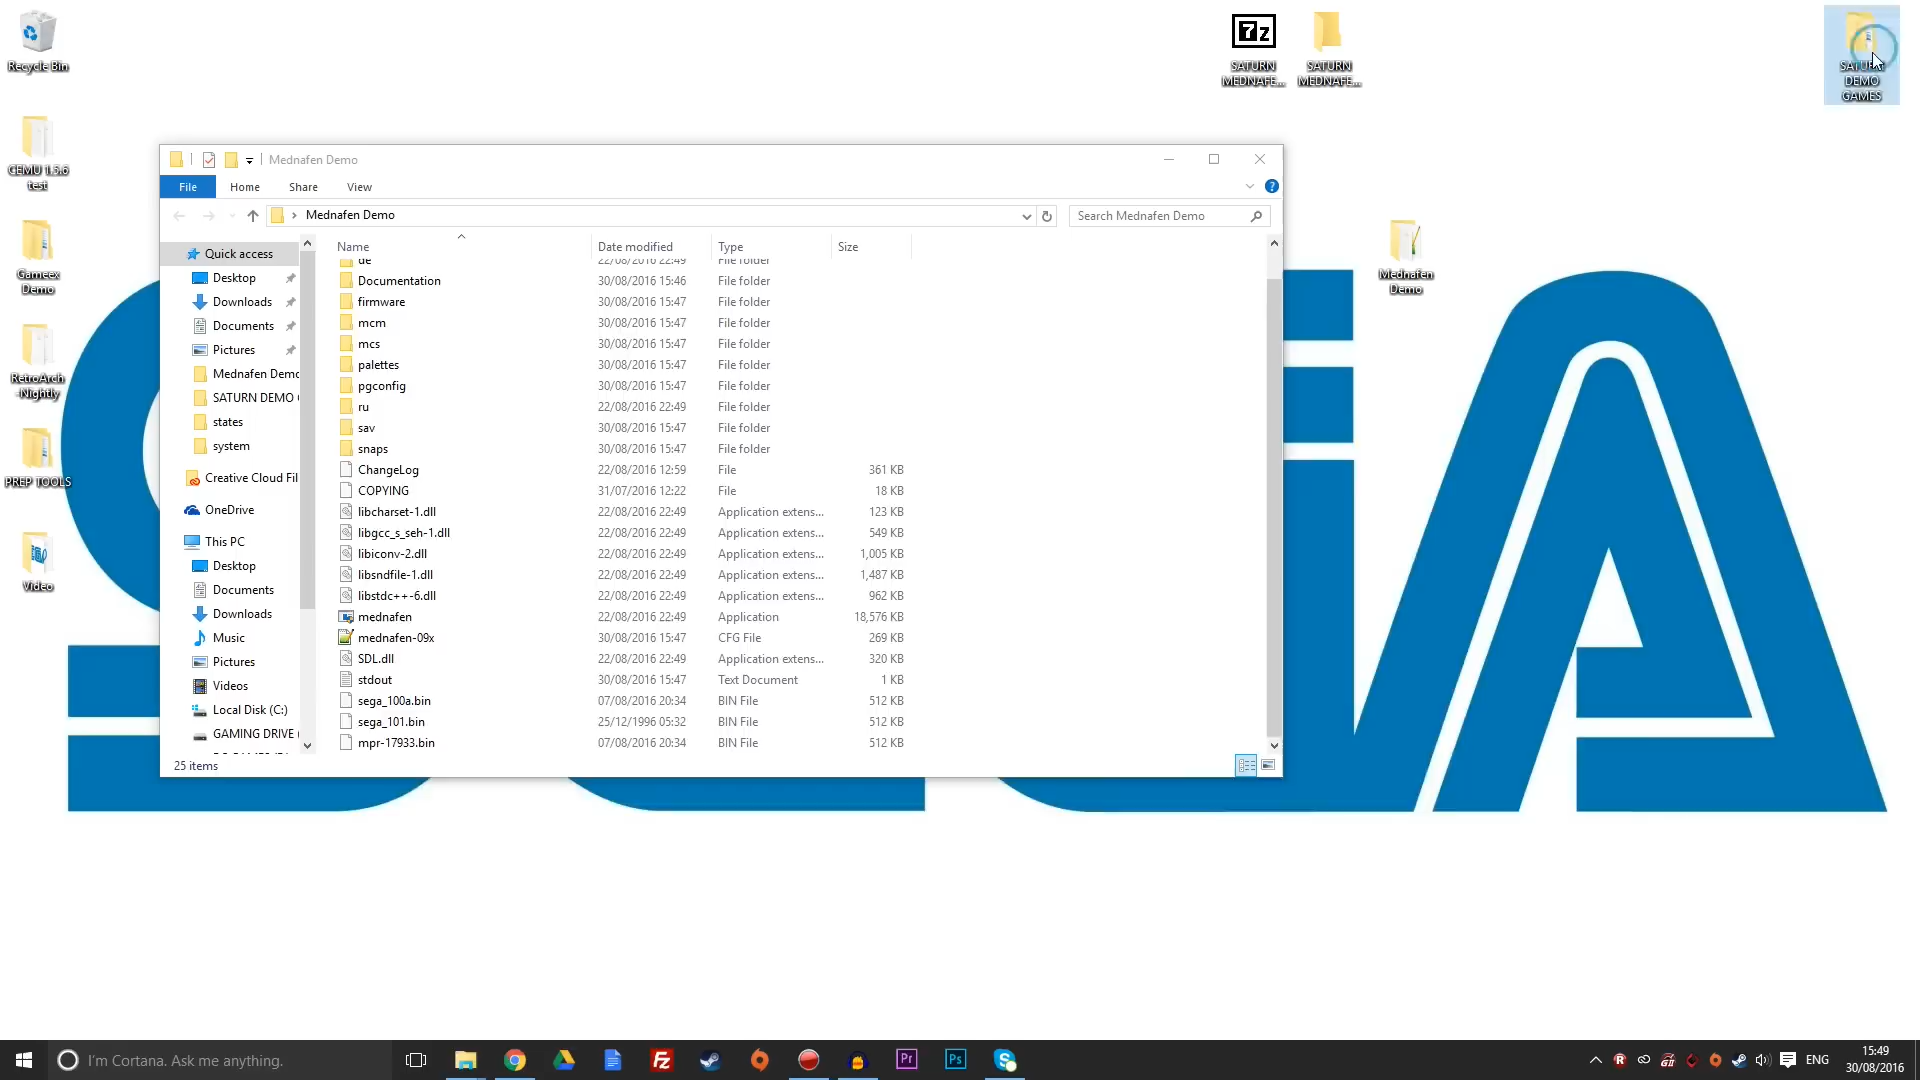 Recycle Bin
CEMU 1.5.6
test
Gameex
Demo
RetroArch
-Nightly
PREP TOOLS
Video
7z
SATURN
MEDNAFE...
SATURN
MEDNAFE...
SATURN
DEMO
GAMES
Mednafen
Demo
Mednafen Demo
File
Home
Share
View
Mednafen Demo
Search Mednafen Demo
Quick access
Desktop
Downloads
Documents
Pictures
Mednafen Demo
SATURN DEMO
states
system
Creative Cloud Fil
OneDrive
This PC
Desktop
Documents
Downloads
Music
Pictures
Videos
Local Disk (C:)
GAMING DRIVE (
Name Date modified Type Size
de 22/08/2016 22:49 File folder
Documentation 30/08/2016 15:46 File folder
firmware 30/08/2016 15:47 File folder
mcm 30/08/2016 15:47 File folder
mcs 30/08/2016 15:47 File folder
palettes 30/08/2016 15:47 File folder
pgconfig 30/08/2016 15:47 File folder
ru 22/08/2016 22:49 File folder
sav 30/08/2016 15:47 File folder
snaps 30/08/2016 15:47 File folder
ChangeLog 22/08/2016 12:59 File 361 KB
COPYING 31/07/2016 12:22 File 18 KB
libcharset-1.dll 22/08/2016 22:49 Application extens... 123 KB
libgcc_s_seh-1.dll 22/08/2016 22:49 Application extens... 549 KB
libiconv-2.dll 22/08/2016 22:49 Application extens... 1,005 KB
libsndfile-1.dll 22/08/2016 22:49 Application extens... 1,487 KB
libstdc++-6.dll 22/08/2016 22:49 Application extens... 962 KB
mednafen 22/08/2016 22:49 Application 18,576 KB
mednafen-09x 30/08/2016 15:47 CFG File 269 KB
SDL.dll 22/08/2016 22:49 Application extens... 320 KB
stdout 30/08/2016 15:47 Text Document 1 KB
sega_100a.bin 07/08/2016 20:34 BIN File 512 KB
sega_101.bin 25/12/1996 05:32 BIN File 512 KB
mpr-17933.bin 07/08/2016 20:34 BIN File 512 KB
25 items
I'm Cortana. Ask me anything.
Fz
Pr
Ps
ENG
15:49
30/08/2016